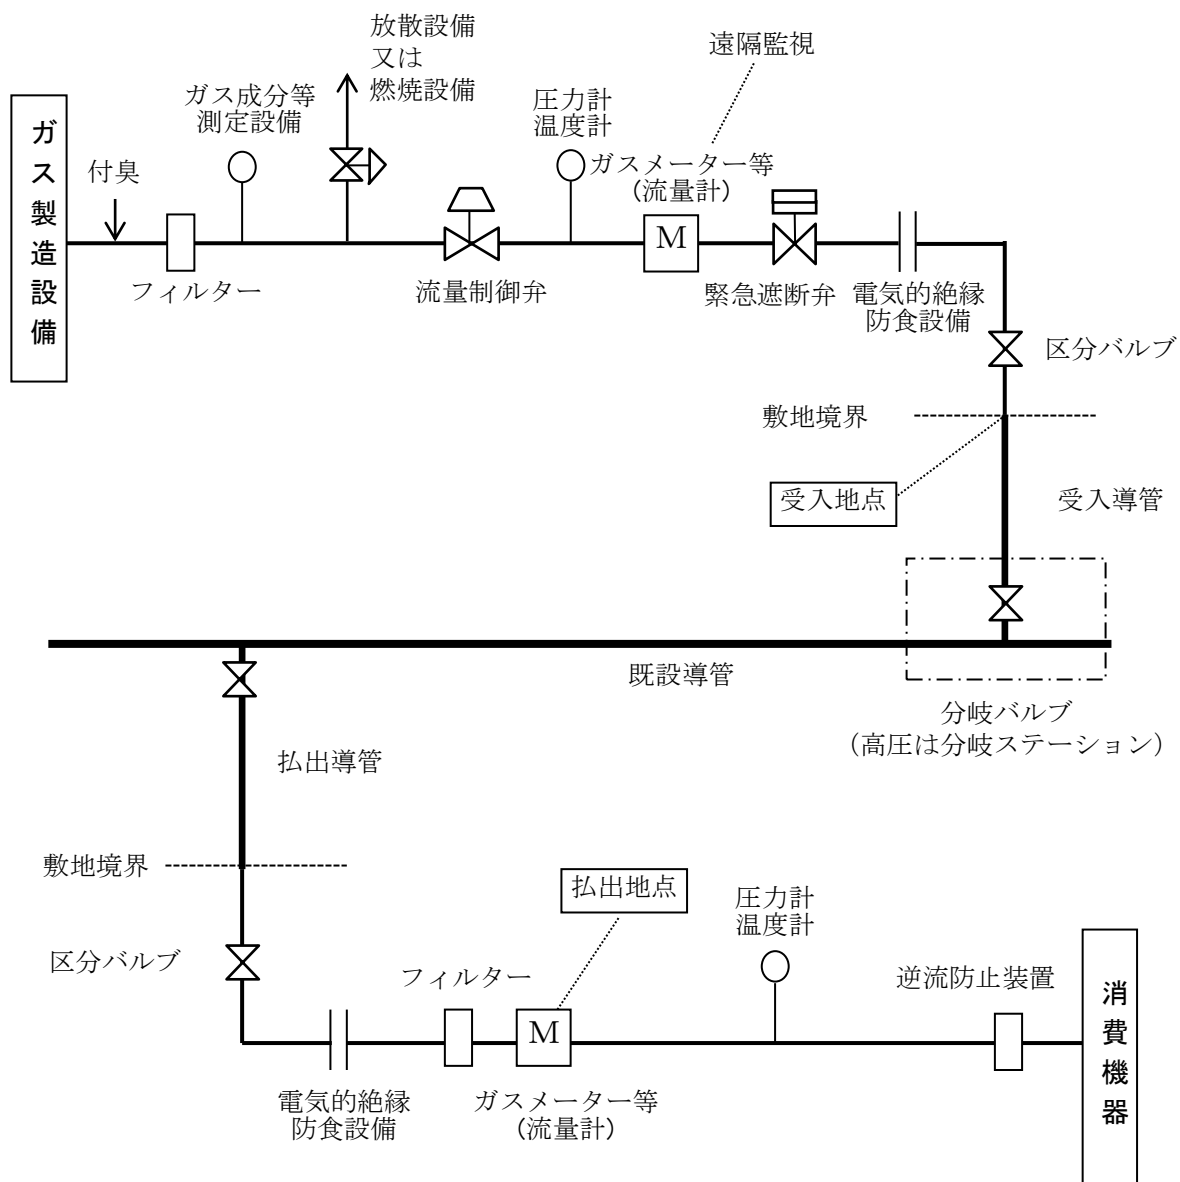 放散設備
又は
燃焼設備
遠隔監視
ガス成分等
測定設備
圧力計
温度計
ガス製造設備
付臭
ガスメーター等
(流量計)
M
フィルター
流量制御弁
緊急遮断弁
電気的絶縁
防食設備
区分バルブ
敷地境界
受入地点
受入導管
既設導管
分岐バルブ
（高圧は分岐ステーション）
払出導管
敷地境界
払出地点
圧力計
温度計
区分バルブ
フィルター
逆流防止装置
消費機器
M
電気的絶縁
防食設備
ガスメーター等
(流量計)